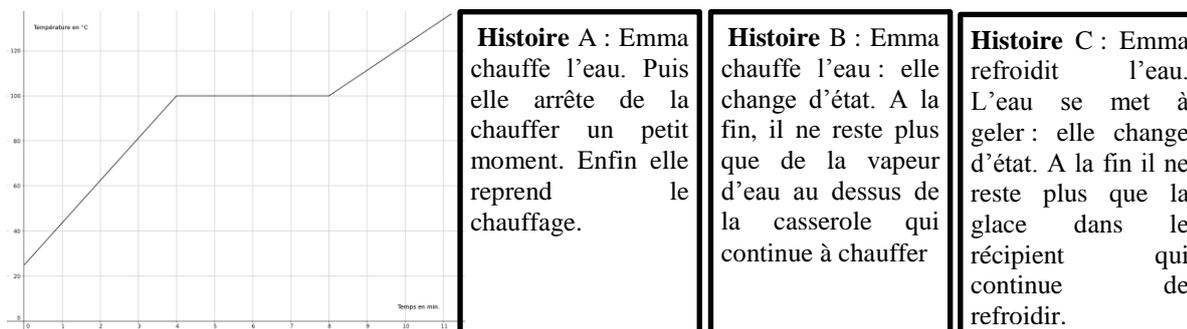 Température en °C
120
100
80
60
40
20
0
0 1 2 3 4 5 6 7 8 9 10 11
Temps en min.
Histoire A : Emma
chauffe l’eau. Puis
elle arrête de la
chauffer un petit
moment. Enfin elle
reprend le
chauffage.
Histoire B : Emma
chauffe l’eau : elle
change d’état. A la
fin, il ne reste plus
que de la vapeur
d’eau au dessus de
la casserole qui
continue à chauffer
Histoire C : Emma
refroidit l’eau.
L’eau se met à
geler : elle change
d’état. A la fin il ne
reste plus que la
glace dans le
récipient qui
continue de
refroidir.